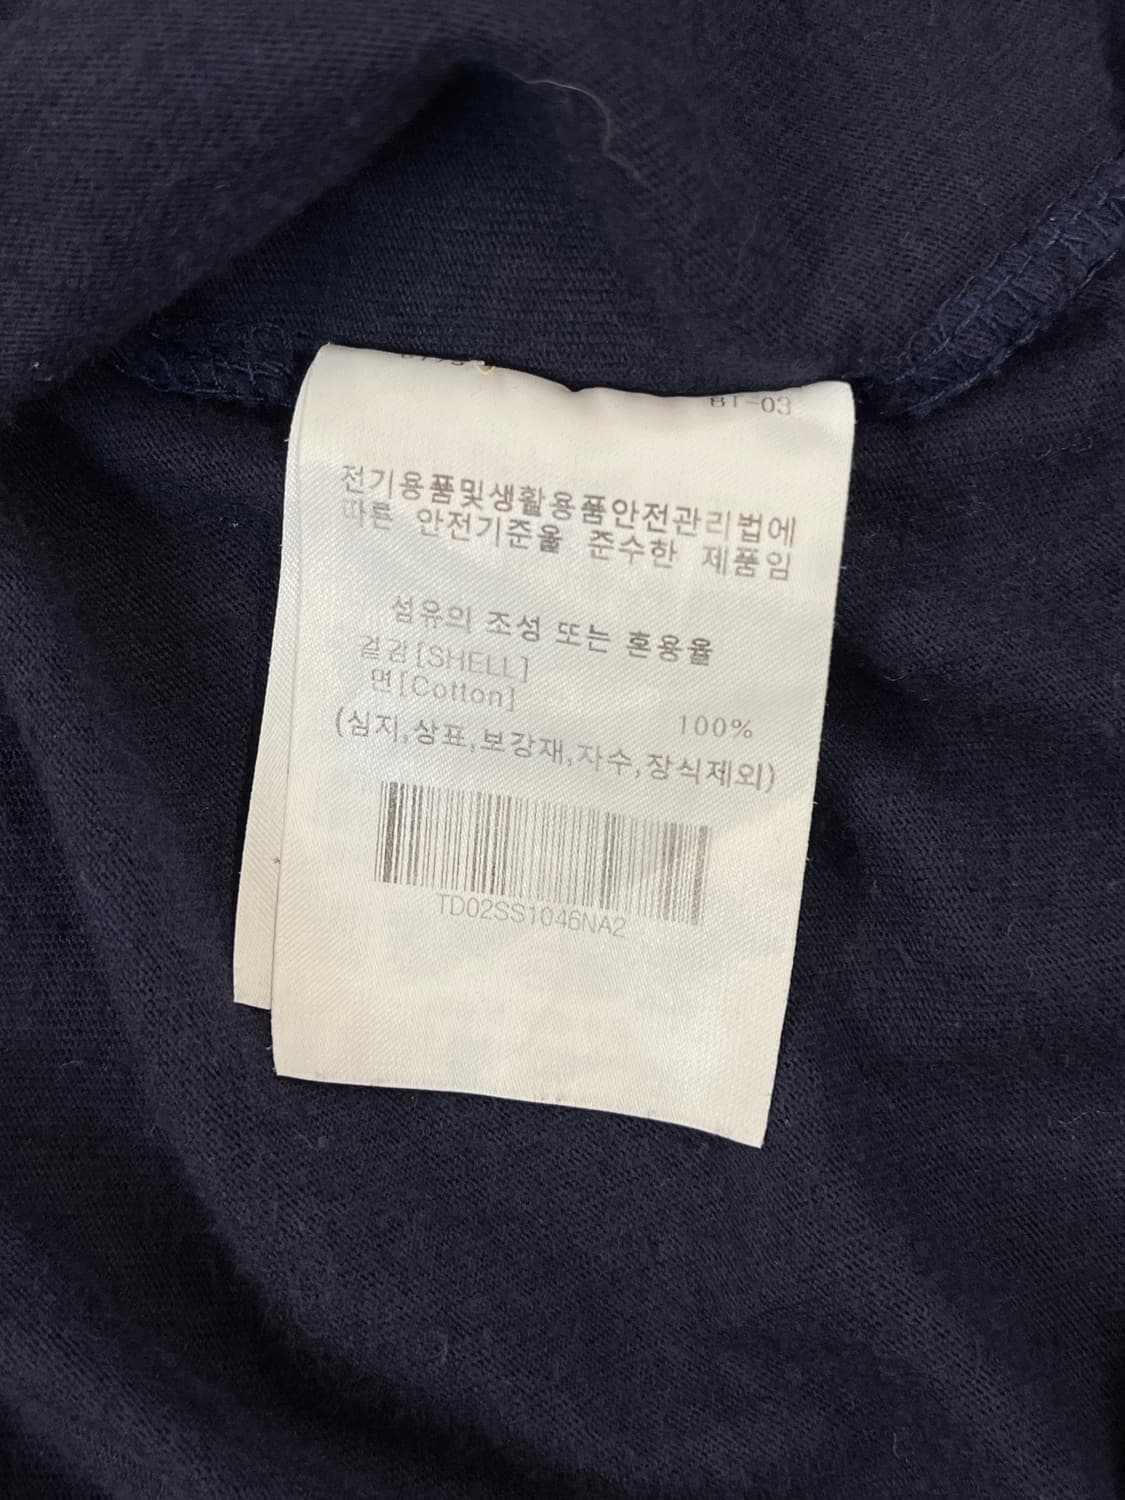 BT-03
전기용품및생활용품안전관리법에
따른 안전기준을 준수한 제품임
섬유의 조성 또는 혼용율
겉감[SHELL]
면[Cotton] 100%
(심지,상표,보강재,자수,장식제외)
TD02SS1046NA2